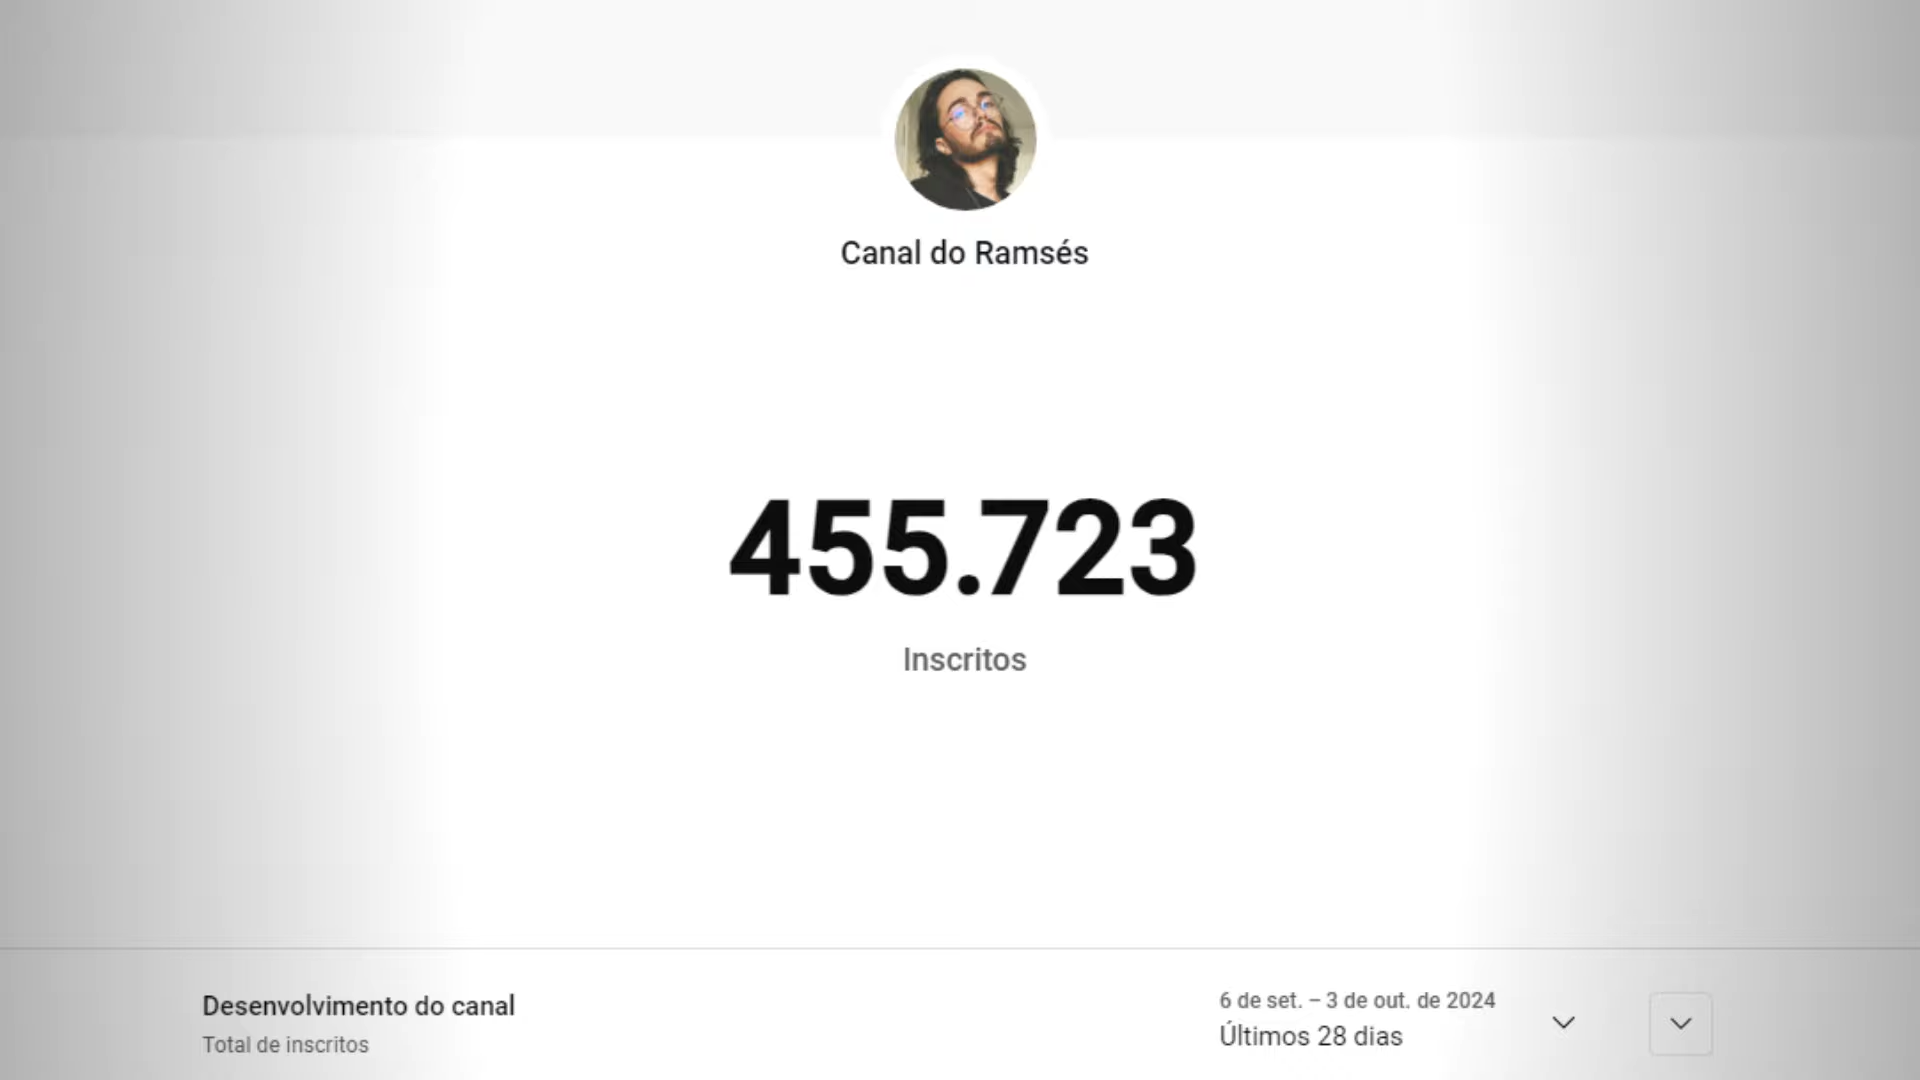 Canal do Ramsés
455.723
Inscritos
Desenvolvimento do canal
Total de inscritos
6 de set. – 3 de out. de 2024
Últimos 28 dias